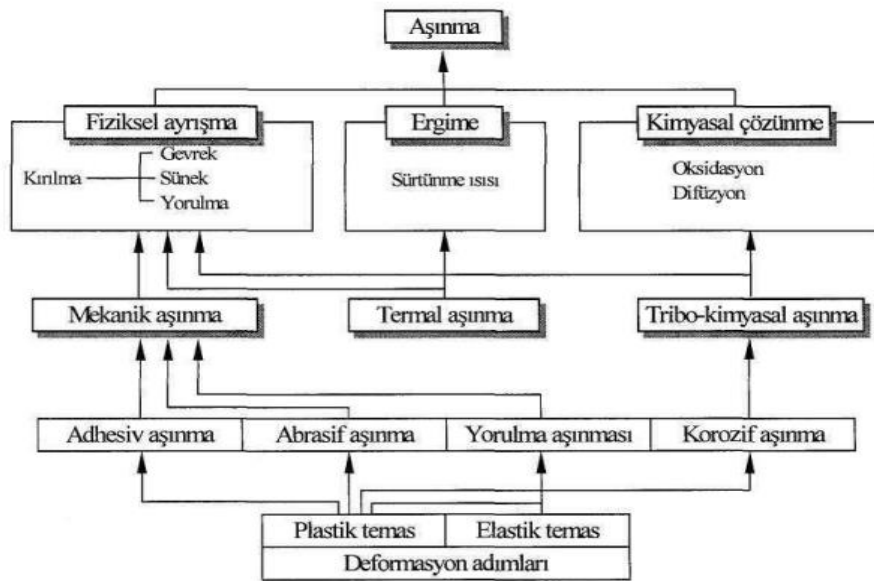 Aşınma
Fiziksel ayrışma
Ergime
Kimyasal çözünme
Gevrek
Kırılma
Sünek
Yorulma
Sürtünme ısısı
Oksidasyon
Difüzyon
Mekanik aşınma
Termal aşınma
Tribo-kimyasal aşınma
Adhesiv aşınma
Abrasif aşınma
Yorulma aşınması
Korozif aşınma
Plastik temas
Elastik temas
Deformasyon adımları